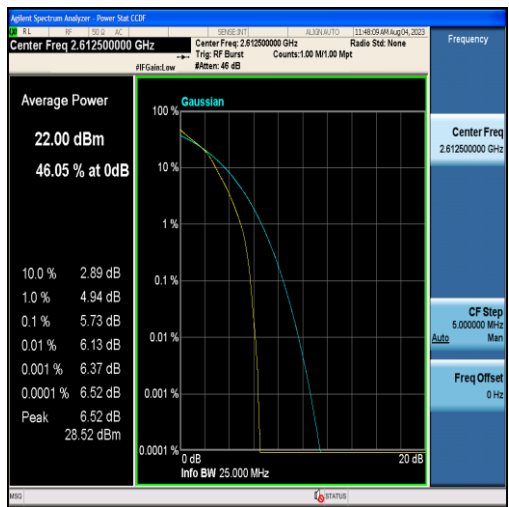 Agilent Spectrum Analyzer - Power Stat CCDF
RL RF 50 Ω AC SENSE:INT ALIGN AUTO 11:48:09 AM Aug 04, 2023
Center Freq 2.612500000 GHz
Center Freq: 2.612500000 GHz Radio Std: None
Trig: RF Burst Counts:1.00 M/1.00 Mpt
#IFGain:Low #Atten: 46 dB
Frequency
Average Power
22.00 dBm
46.05 % at 0dB
10.0 % 2.89 dB
1.0 % 4.94 dB
0.1 % 5.73 dB
0.01 % 6.13 dB
0.001 % 6.37 dB
0.0001 % 6.52 dB
Peak 6.52 dB
28.52 dBm
Gaussian
100 %
10 %
1 %
0.1 %
0.01 %
0.001 %
0.0001 %
0 dB 20 dB
Info BW 25.000 MHz
Center Freq
2.612500000 GHz
CF Step
5.000000 MHz
Auto Man
Freq Offset
0 Hz
MSG STATUS